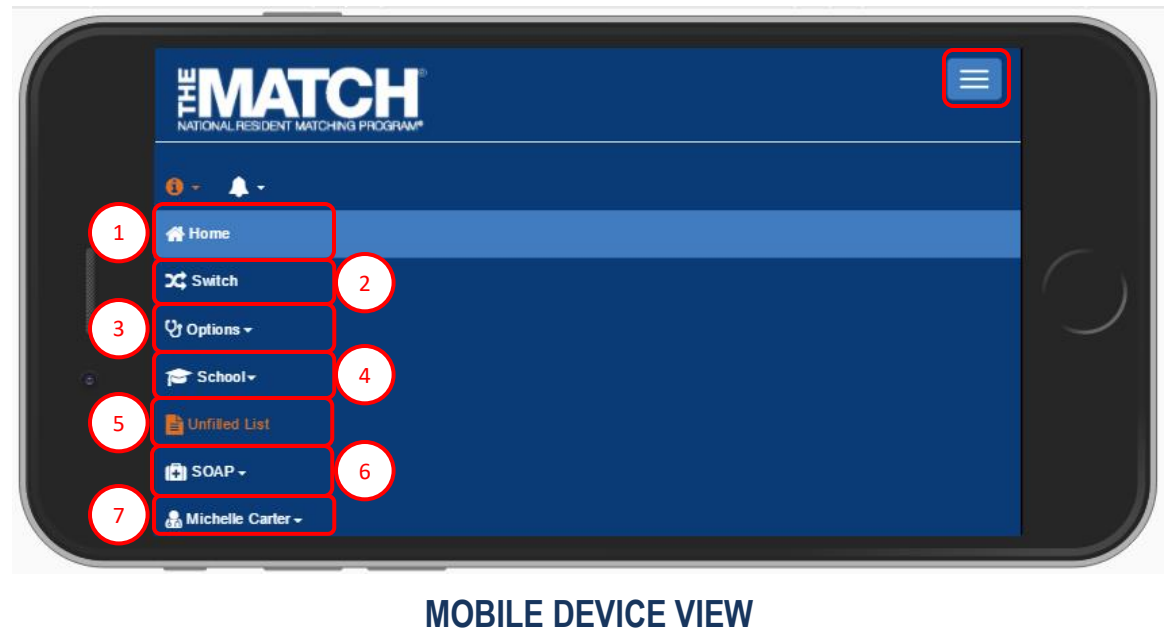 THE MATCH®
NATIONAL RESIDENT MATCHING PROGRAM®
1 Home
Switch 2
3 Options
School 4
5 Unfilled List
SOAP 6
7 Michelle Carter
MOBILE DEVICE VIEW